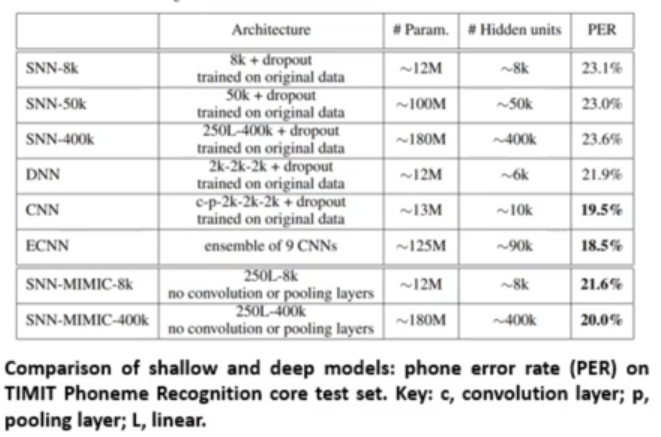 Architecture # Param. # Hidden units PER
SNN-8k 8k + dropout trained on original data ~12M ~8k 23.1%
SNN-50k 50k + dropout trained on original data ~100M ~50k 23.0%
SNN-400k 250L-400k + dropout trained on original data ~180M ~400k 23.6%
DNN 2k-2k-2k + dropout trained on original data ~12M ~6k 21.9%
CNN c-p-2k-2k-2k + dropout trained on original data ~13M ~10k 19.5%
ECNN ensemble of 9 CNNs ~125M ~90k 18.5%
SNN-MIMIC-8k 250L-8k no convolution or pooling layers ~12M ~8k 21.6%
SNN-MIMIC-400k 250L-400k no convolution or pooling layers ~180M ~400k 20.0%
Comparison of shallow and deep models: phone error rate (PER) on
TIMIT Phoneme Recognition core test set. Key: c, convolution layer; p,
pooling layer; L, linear.